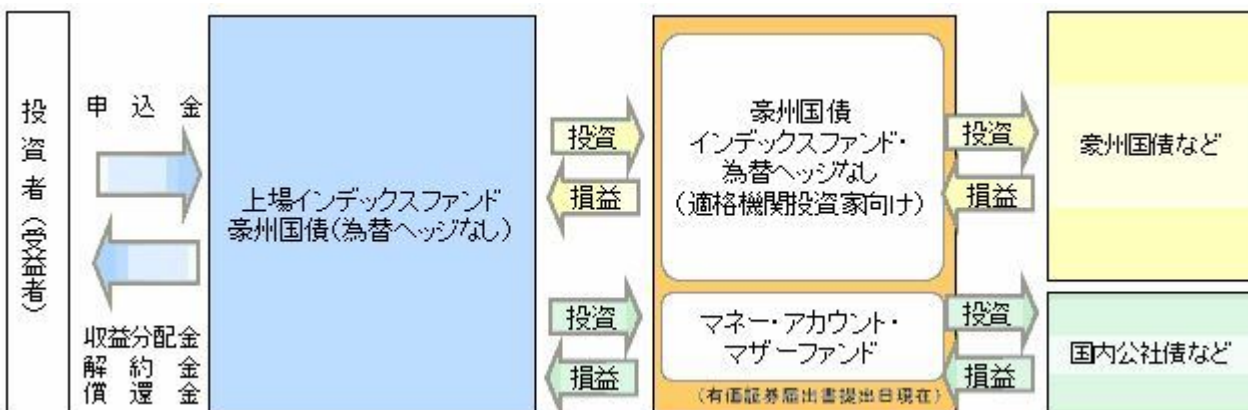 投資者(受益者)
申込金
収益分配金
解約金
償還金
上場インデックスファンド
豪州国債(為替ヘッジなし)
投資
損益
投資
損益
豪州国債
インデックスファンド・
為替ヘッジなし
(適格機関投資家向け)
マネー・アカウント・
マザーファンド
(有価証券届出書提出日現在)
投資
損益
投資
損益
豪州国債など
国内公社債など